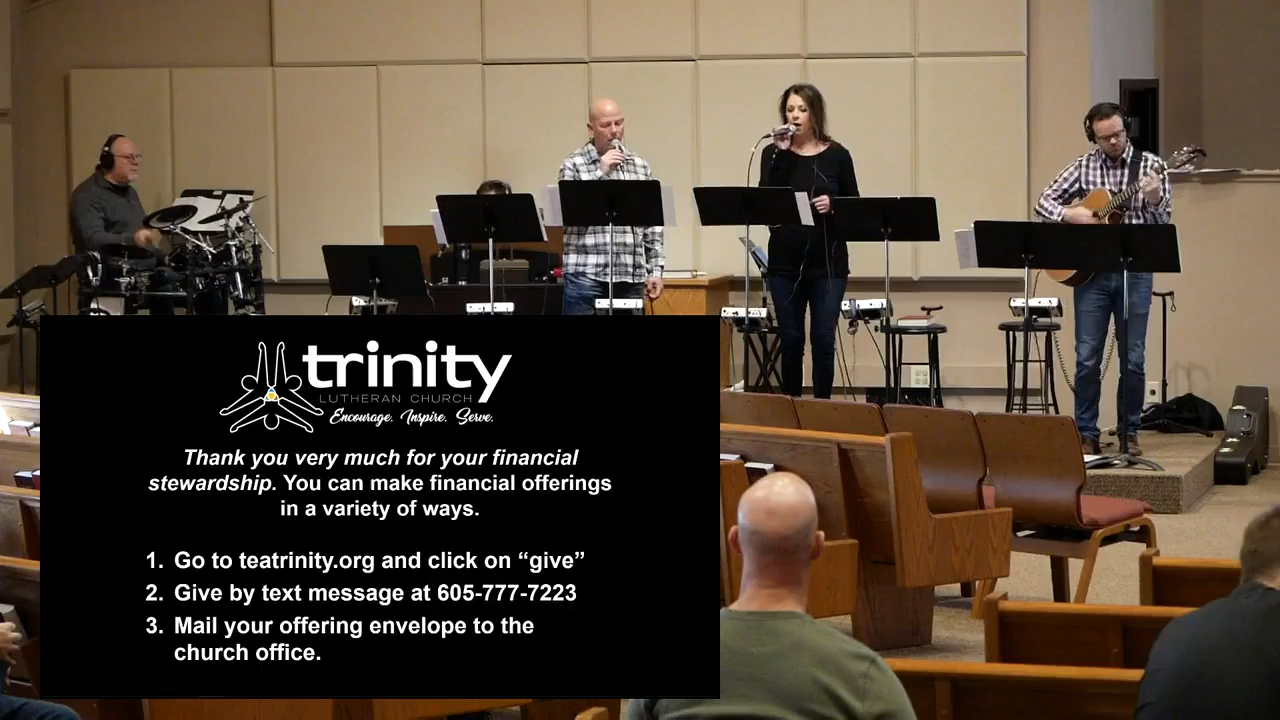 trinity
LUTHERAN CHURCH
Encourage. Inspire. Serve.
Thank you very much for your financial
stewardship. You can make financial offerings
in a variety of ways.
1. Go to teatrinity.org and click on “give”
2. Give by text message at 605-777-7223
3. Mail your offering envelope to the
church office.